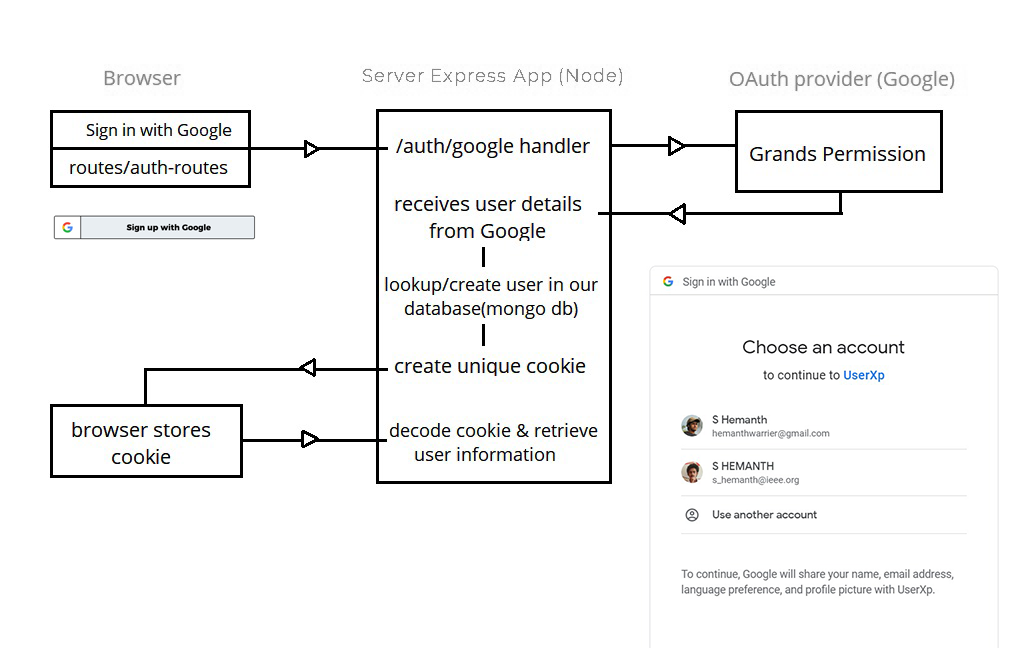 Browser
Server Express App (Node)
OAuth provider (Google)
Sign in with Google
routes/auth-routes
Sign up with Google
/auth/google handler
receives user details
from Google
lookup/create user in our
database(mongo db)
create unique cookie
decode cookie & retrieve
user information
browser stores
cookie
Grands Permission
Sign in with Google
Choose an account
to continue to UserXp
S Hemanth
hemanthwarrier@gmail.com
S HEMANTH
s_hemanth@ieee.org
Use another account
To continue, Google will share your name, email address,
language preference, and profile picture with UserXp.